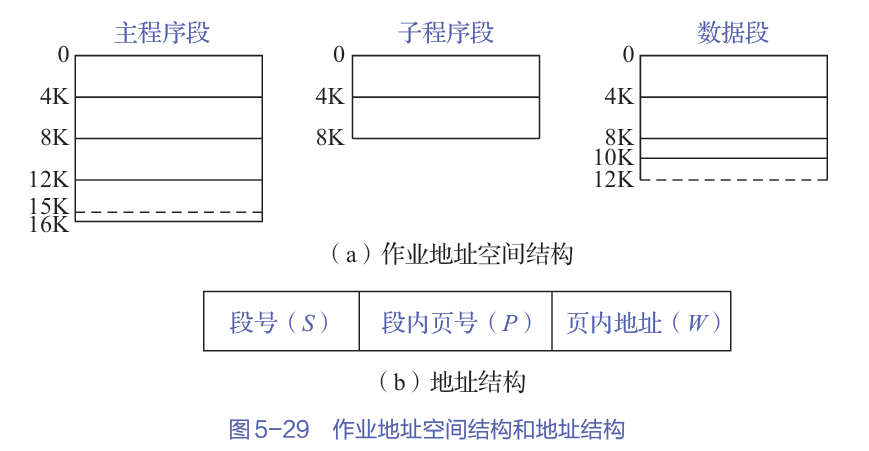 主程序段 子程序段 数据段
0 0 0
4K 4K 4K
8K 8K 8K
10K
12K 12K
15K
16K
（a）作业地址空间结构
段号（S） 段内页号（P） 页内地址（W）
（b）地址结构
图5-29 作业地址空间结构和地址结构